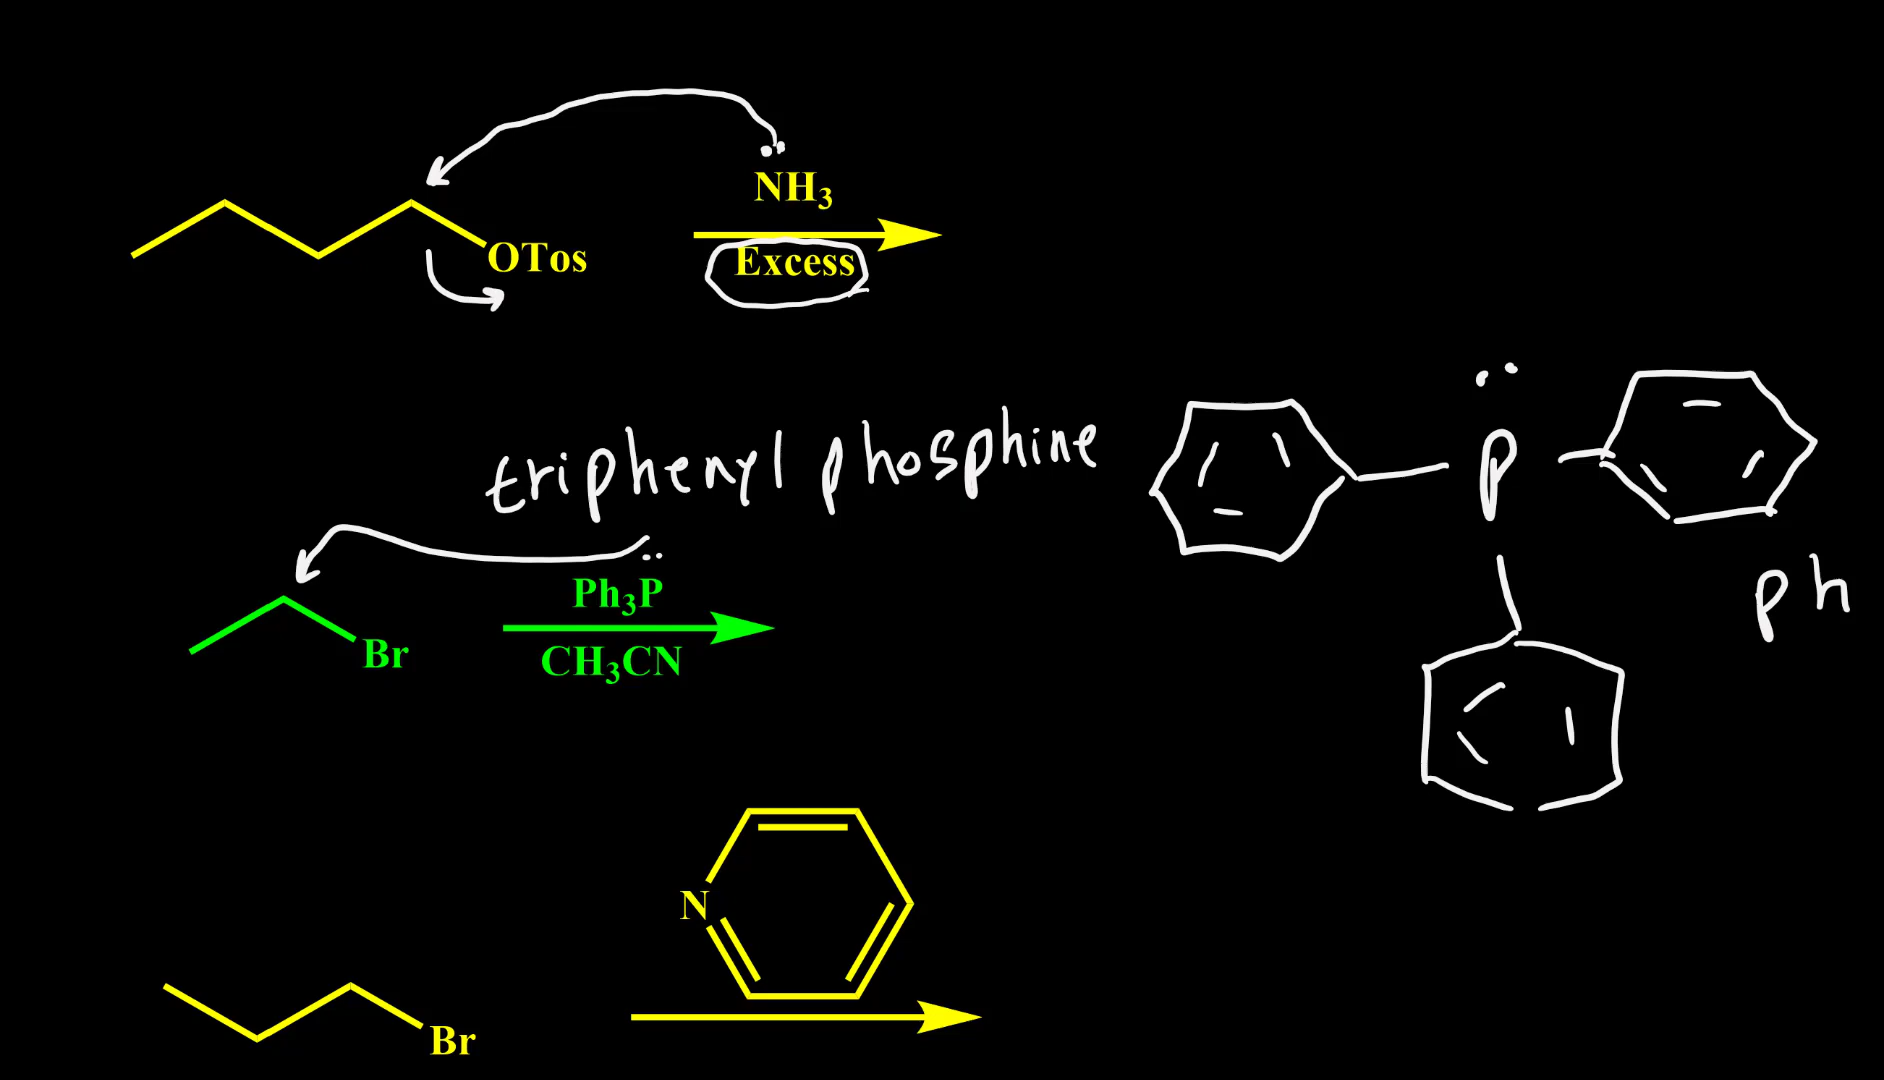 NH3
OTos
Excess
triphenyl phosphine
P
Ph3P
ph
Br
CH3CN
N
Br